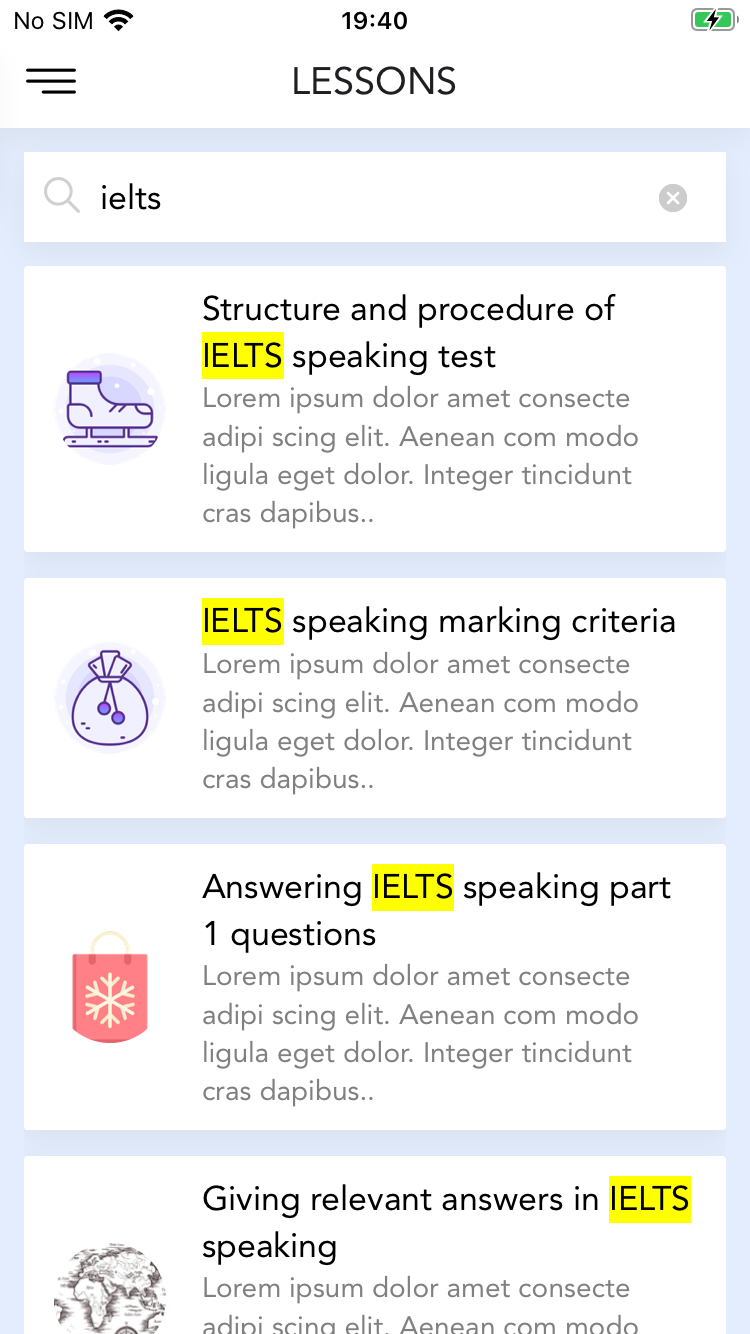 No SIM 19:40
LESSONS
ielts
Structure and procedure of
IELTS speaking test
Lorem ipsum dolor amet consecte
adipi scing elit. Aenean com modo
ligula eget dolor. Integer tincidunt
cras dapibus..
IELTS speaking marking criteria
Lorem ipsum dolor amet consecte
adipi scing elit. Aenean com modo
ligula eget dolor. Integer tincidunt
cras dapibus..
Answering IELTS speaking part
1 questions
Lorem ipsum dolor amet consecte
adipi scing elit. Aenean com modo
ligula eget dolor. Integer tincidunt
cras dapibus..
Giving relevant answers in IELTS
speaking
Lorem ipsum dolor amet consecte
adipi scing elit. Aenean com modo